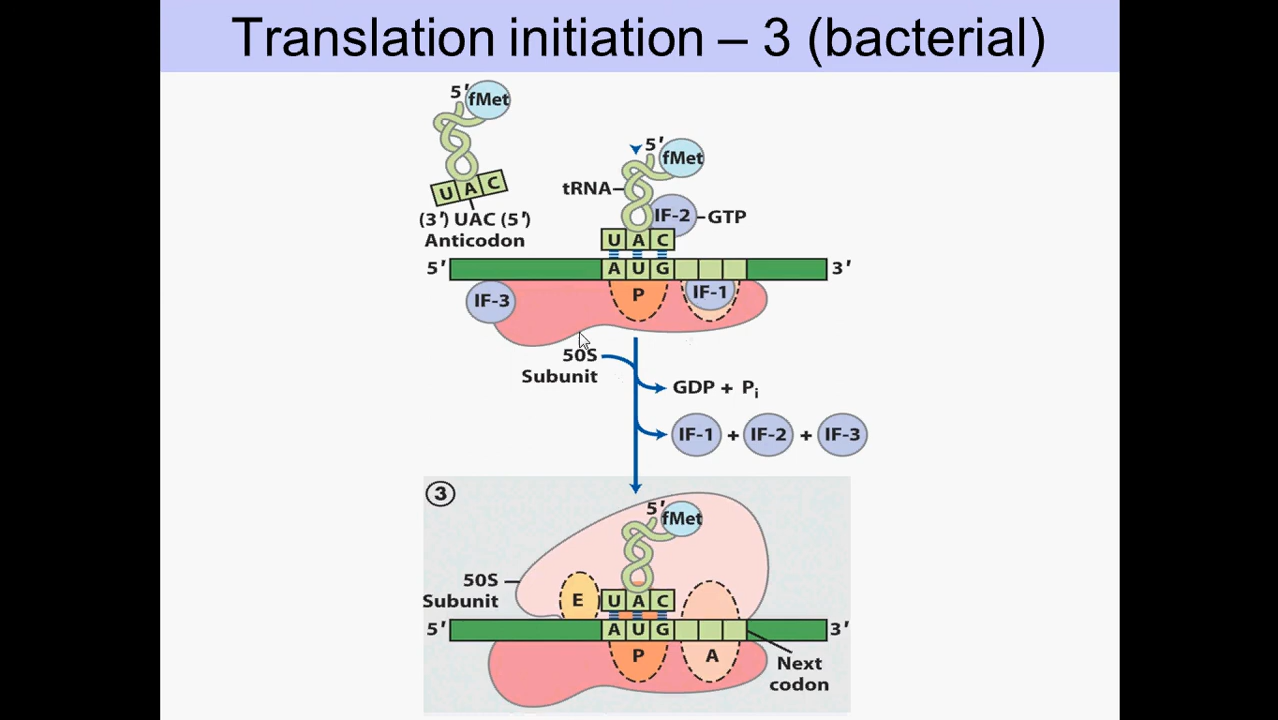 Translation initiation – 3 (bacterial)
5′ fMet
U A C
(3′) UAC (5′)
Anticodon
5′ fMet
tRNA
IF-2 GTP
U A C
5′ A U G 3′
IF-3 P IF-1
50S
Subunit
GDP + Pi
IF-1 + IF-2 + IF-3
3
5′ fMet
50S
Subunit
E U A C
5′ A U G 3′
P A
Next
codon